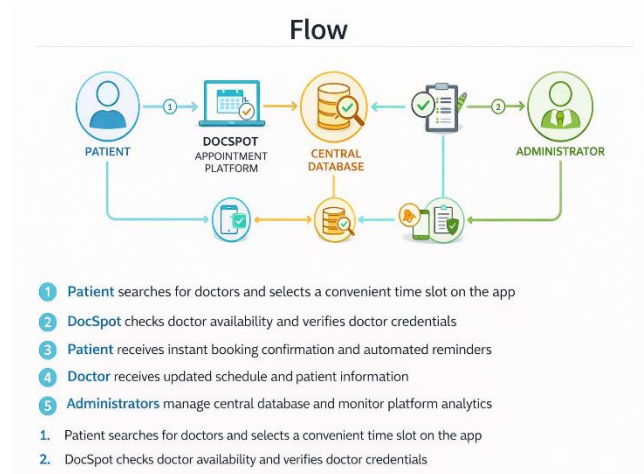 Flow
1
2
PATIENT
DOCSPOT
APPOINTMENT
PLATFORM
CENTRAL
DATABASE
ADMINISTRATOR
1 Patient searches for doctors and selects a convenient time slot on the app
2 DocSpot checks doctor availability and verifies doctor credentials
3 Patient receives instant booking confirmation and automated reminders
4 Doctor receives updated schedule and patient information
5 Administrators manage central database and monitor platform analytics
1. Patient searches for doctors and selects a convenient time slot on the app
2. DocSpot checks doctor availability and verifies doctor credentials